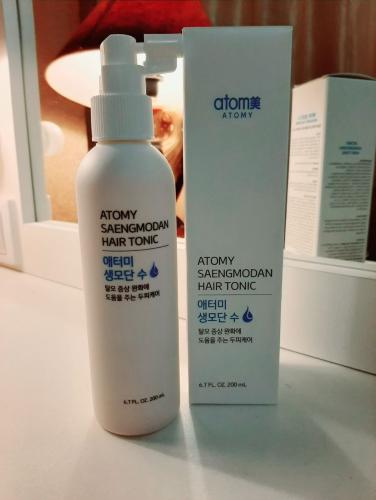 ATOMY
SAENGMODAN
HAIR TONIC
애터미
생모단 수
탈모 증상 완화에
도움을 주는 두피케어
6.7 FL. OZ. 200 mL
atom美
ATOMY
ATOMY
SAENGMODAN
HAIR TONIC
애터미
생모단 수
탈모 증상 완화에
도움을 주는 두피케어
6.7 FL. OZ. 200 mL